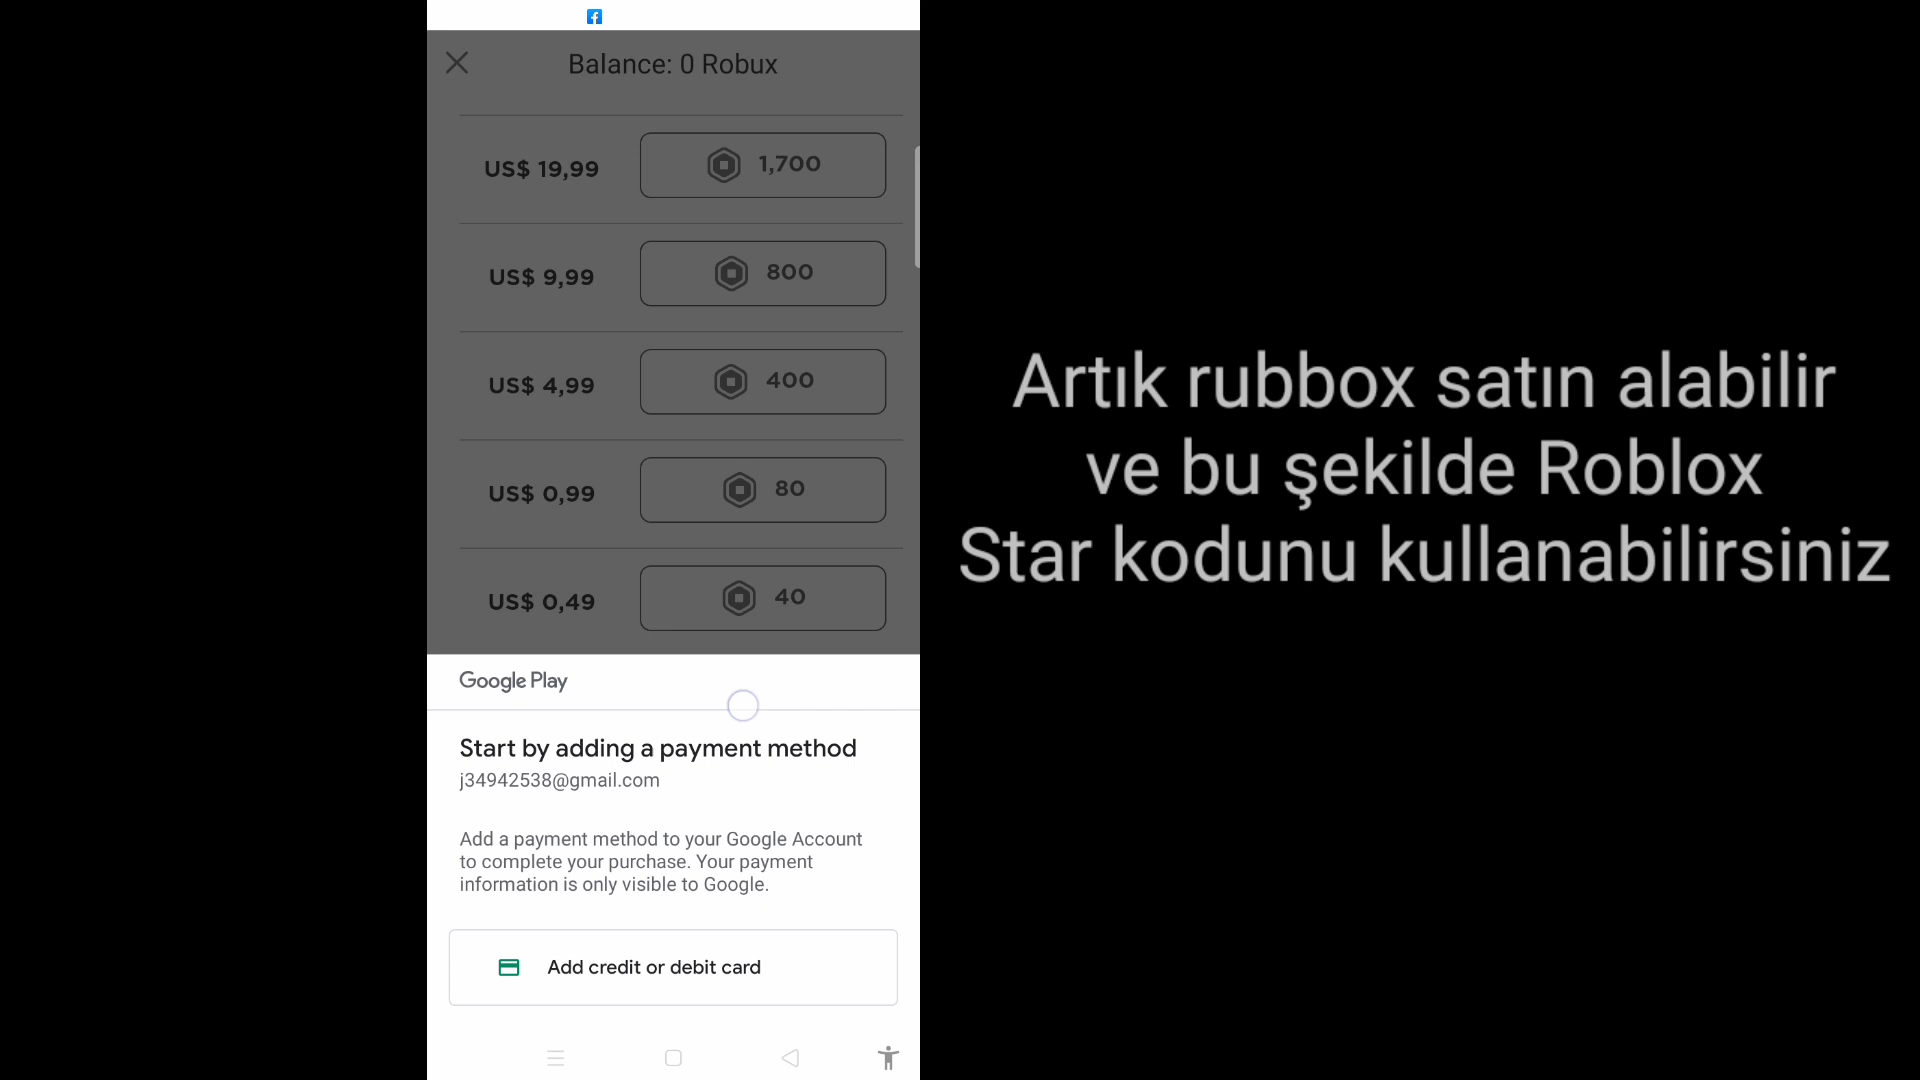 Balance: 0 Robux
US$ 19,99 1,700
US$ 9,99 800
US$ 4,99 400
US$ 0,99 80
US$ 0,49 40
Google Play
Start by adding a payment method
j34942538@gmail.com
Add a payment method to your Google Account
to complete your purchase. Your payment
information is only visible to Google.
Add credit or debit card
Artık rubbox satın alabilir
ve bu şekilde Roblox
Star kodunu kullanabilirsiniz